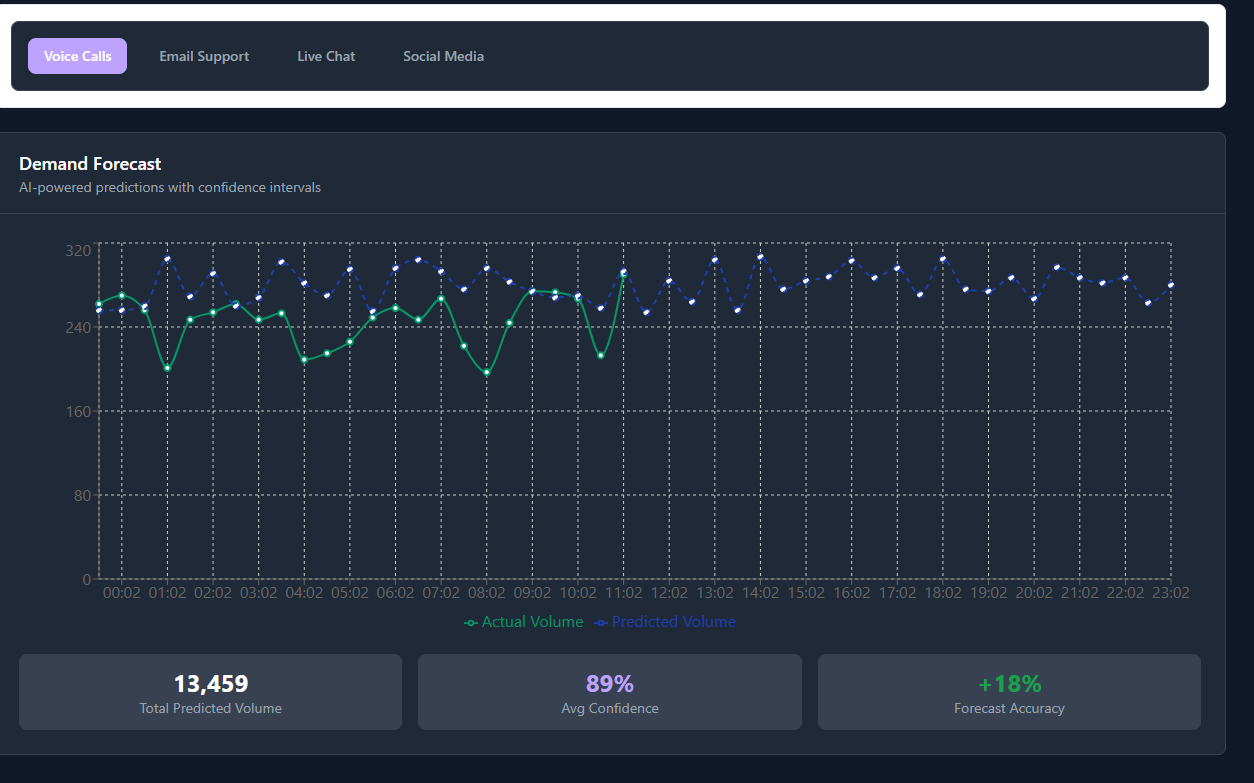 Voice Calls Email Support Live Chat Social Media
Demand Forecast
AI-powered predictions with confidence intervals
320
240
160
80
0
00:02 01:02 02:02 03:02 04:02 05:02 06:02 07:02 08:02 09:02 10:02 11:02 12:02 13:02 14:02 15:02 16:02 17:02 18:02 19:02 20:02 21:02 22:02 23:02
Actual Volume Predicted Volume
13,459 89% +18%
Total Predicted Volume Avg Confidence Forecast Accuracy